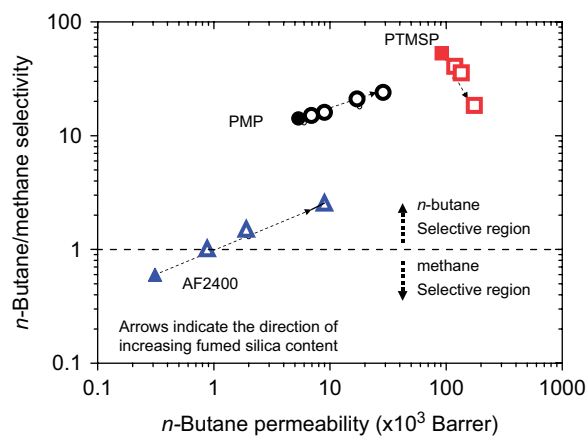 100
PTMSP
PMP
10
n-Butane/methane selectivity
n-butane
Selective region
1
methane
Selective region
AF2400
Arrows indicate the direction of
increasing fumed silica content
0.1
0.1 1 10 100 1000
n-Butane permeability (x10³ Barrer)